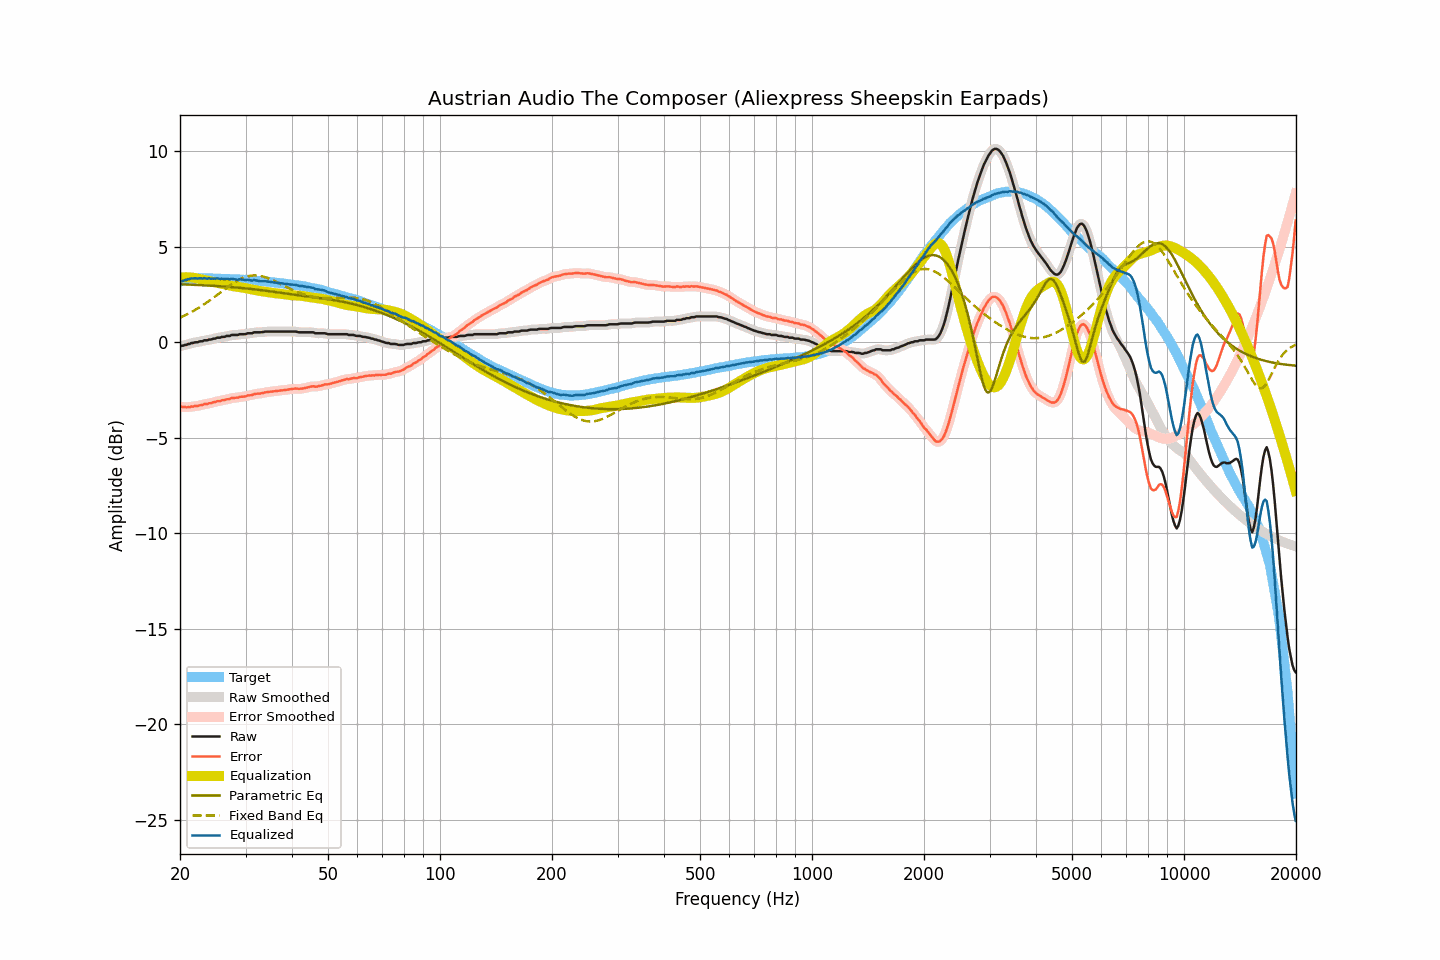 Austrian Audio The Composer (Aliexpress Sheepskin Earpads)
Amplitude (dBr)
10
5
0
−5
−10
−15
−20
−25
Target
Raw Smoothed
Error Smoothed
Raw
Error
Equalization
Parametric Eq
Fixed Band Eq
Equalized
20 50 100 200 500 1000 2000 5000 10000 20000
Frequency (Hz)